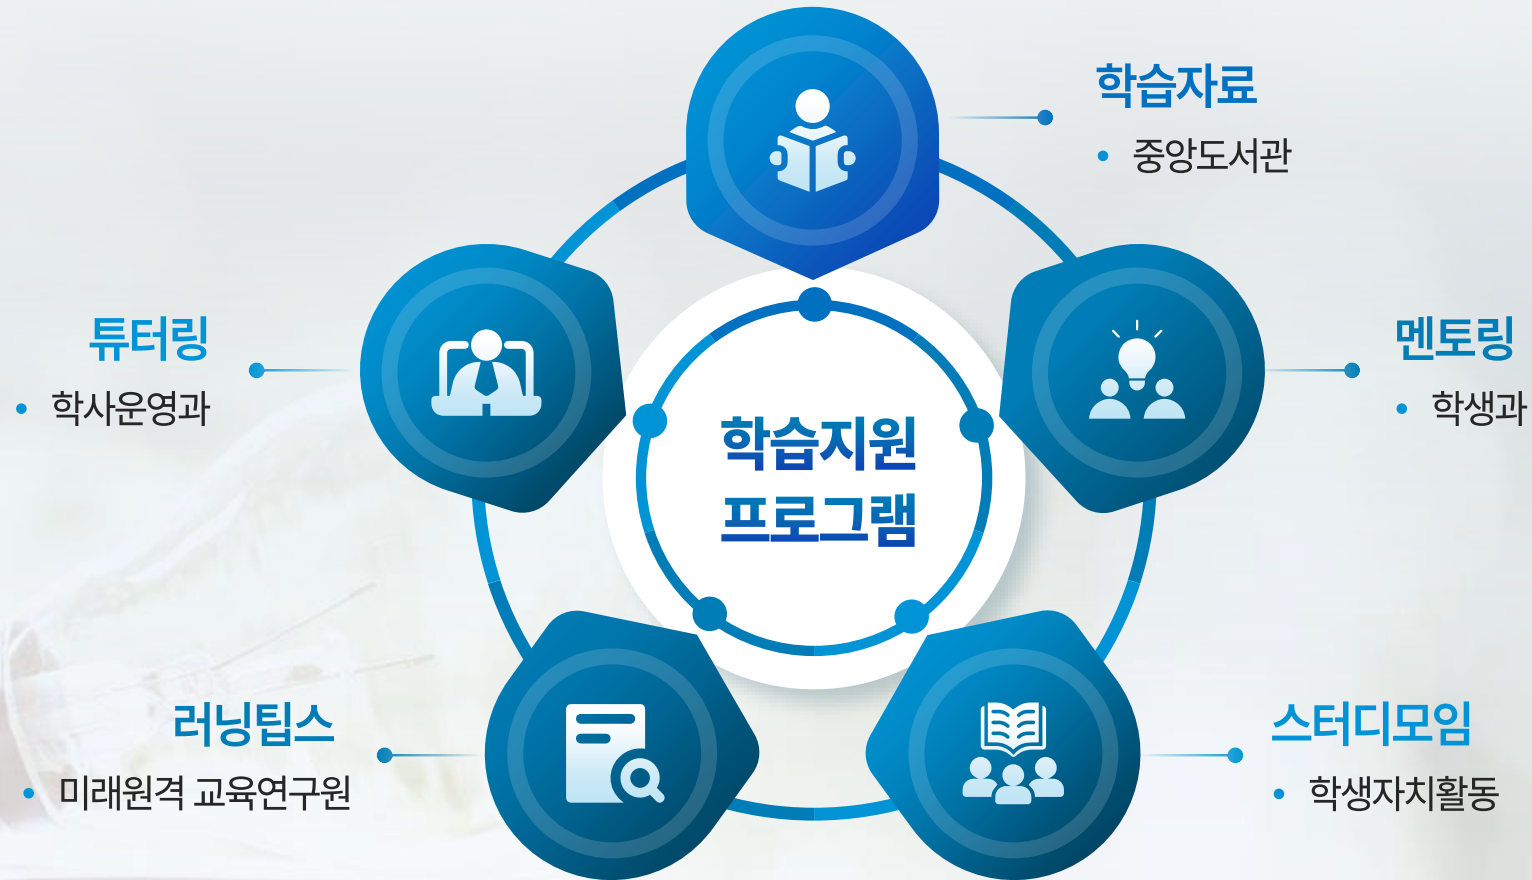 학습자료
중앙도서관
튜터링
학사운영과
멘토링
학생과
학습지원
프로그램
러닝팁스
미래원격 교육연구원
스터디모임
학생자치활동